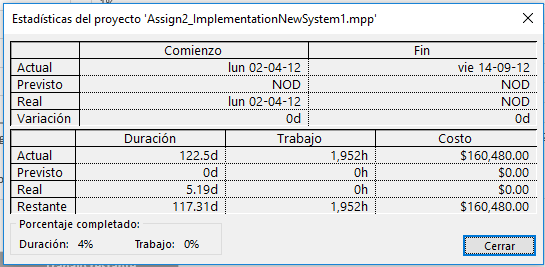 Estadísticas del proyecto 'Assign2_ImplementationNewSystem1.mpp'
Comienzo Fin
Actual lun 02-04-12 vie 14-09-12
Previsto NOD NOD
Real lun 02-04-12 NOD
Variación 0d 0d
Duración Trabajo Costo
Actual 122.5d 1,952h $160,480.00
Previsto 0d 0h $0.00
Real 5.19d 0h $0.00
Restante 117.31d 1,952h $160,480.00
Porcentaje completado:
Duración: 4% Trabajo: 0%
Cerrar